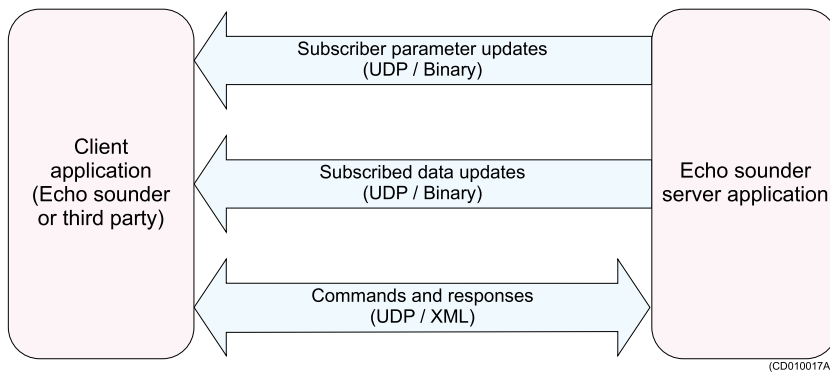 Subscriber parameter updates
(UDP / Binary)
Client
application
(Echo sounder
or third party)
Subscribed data updates
(UDP / Binary)
Echo sounder
server application
Commands and responses
(UDP / XML)
(CD010017A